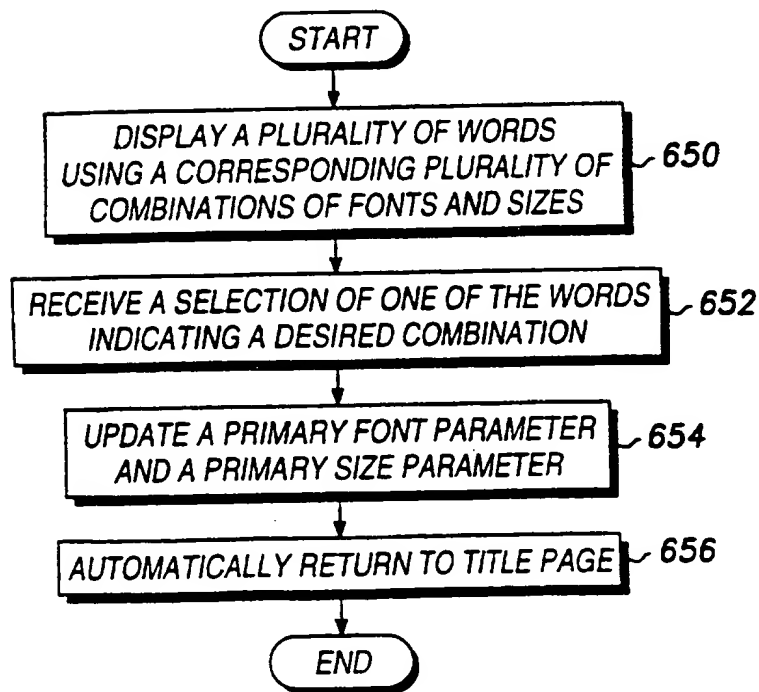 START
DISPLAY A PLURALITY OF WORDS
USING A CORRESPONDING PLURALITY OF
COMBINATIONS OF FONTS AND SIZES
650
RECEIVE A SELECTION OF ONE OF THE WORDS
INDICATING A DESIRED COMBINATION
652
UPDATE A PRIMARY FONT PARAMETER
AND A PRIMARY SIZE PARAMETER
654
AUTOMATICALLY RETURN TO TITLE PAGE
656
END